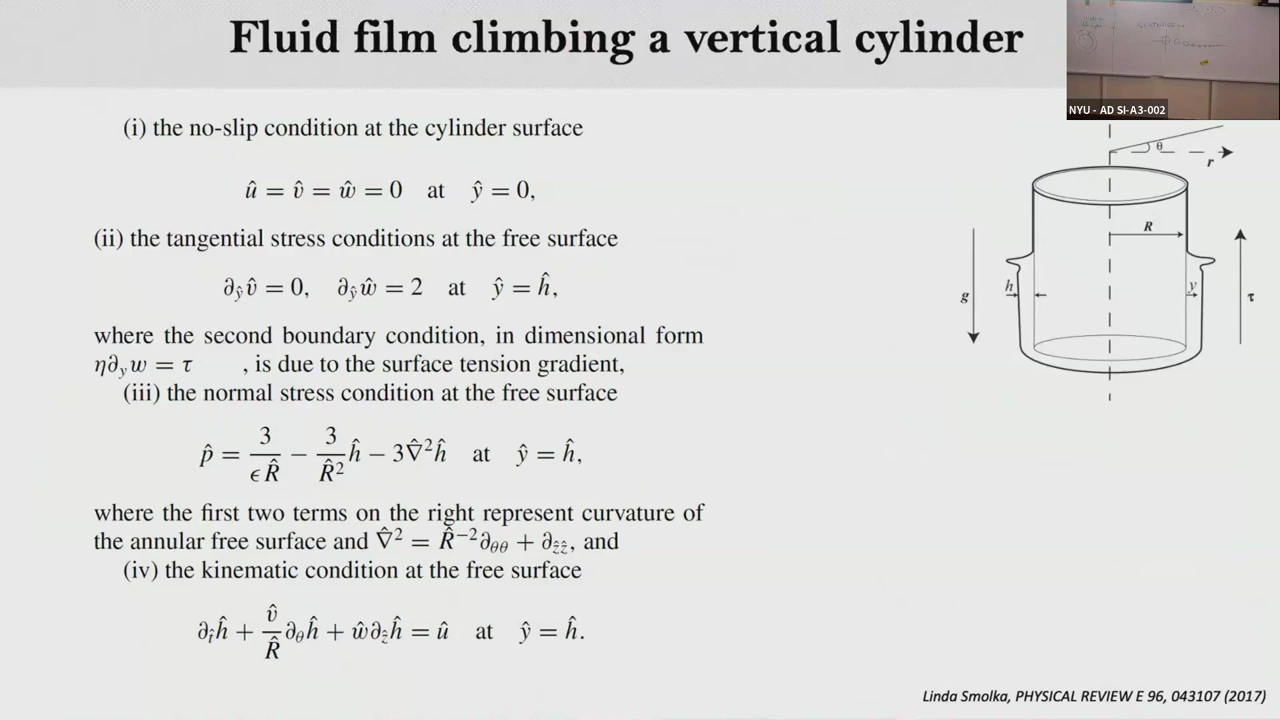 Fluid film climbing a vertical cylinder
NYU - AD SI-A3-002
(i) the no-slip condition at the cylinder surface
û = v̂ = ŵ = 0 at ŷ = 0,
(ii) the tangential stress conditions at the free surface
∂_ŷ v̂ = 0, ∂_ŷ ŵ = 2 at ŷ = ĥ,
where the second boundary condition, in dimensional form
η∂_y w = τ , is due to the surface tension gradient,
(iii) the normal stress condition at the free surface
p̂ = 3/(ϵR̂) − (3/R̂²)ĥ − 3∇̂²ĥ at ŷ = ĥ,
where the first two terms on the right represent curvature of
the annular free surface and ∇̂² = R̂⁻²∂_θθ + ∂_ẑẑ, and
(iv) the kinematic condition at the free surface
∂_t̂ ĥ + (v̂/R̂)∂_θ ĥ + ŵ∂_ẑ ĥ = û at ŷ = ĥ.
θ
r
R
g
h
y
τ
Linda Smolka, PHYSICAL REVIEW E 96, 043107 (2017)